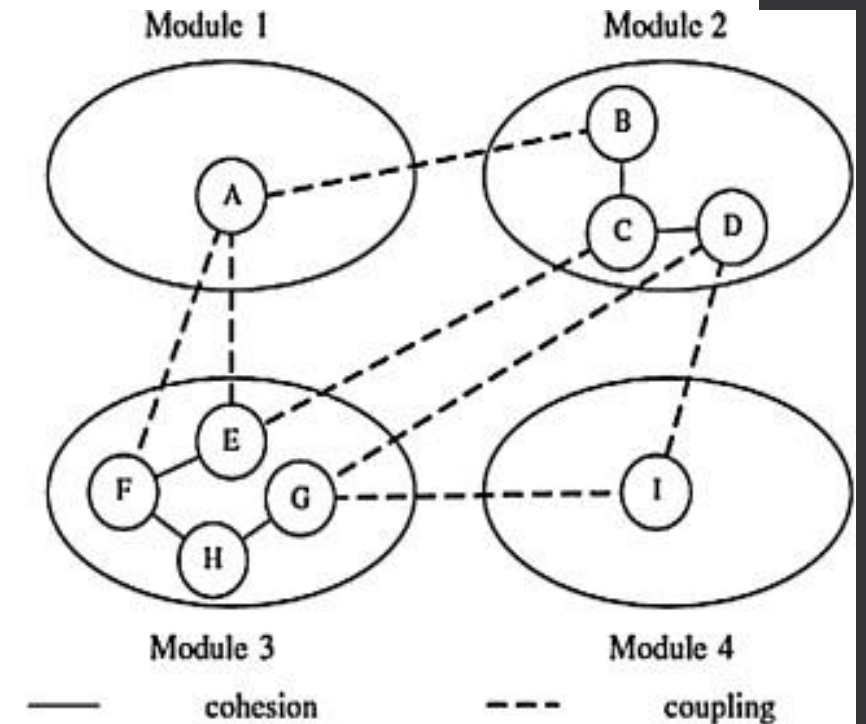 Module 1
Module 2
B
A
C
D
E
F
G
I
H
Module 3
Module 4
cohesion
coupling